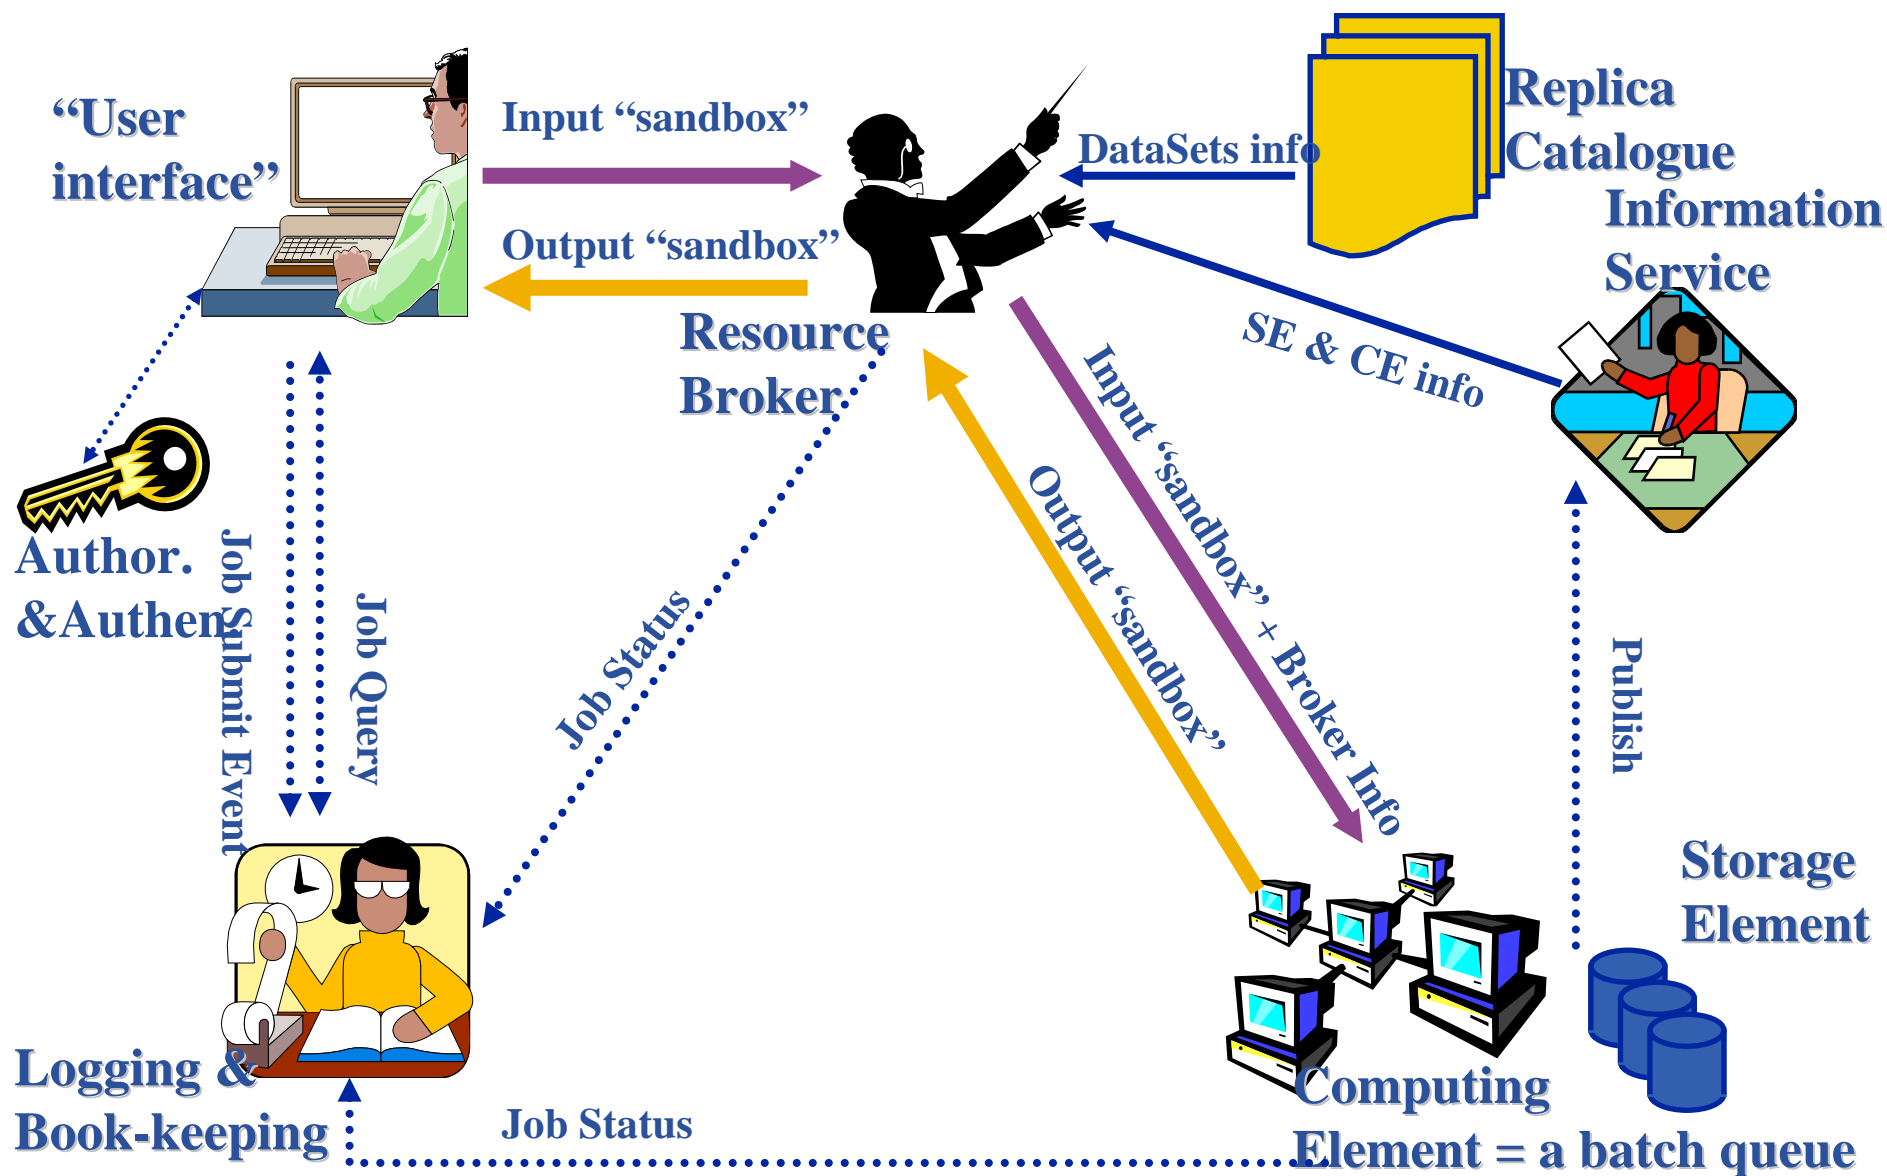 “User
interface”
Input “sandbox”
Output “sandbox”
DataSets info
Replica
Catalogue
Information
Service
SE & CE info
Resource
Broker
Input “sandbox” + Broker Info
Output “sandbox”
Author.
&Authen.
Job Submit Event
Job Query
Job Status
Publish
Storage
Element
Logging &
Book-keeping
Job Status
Computing
Element = a batch queue